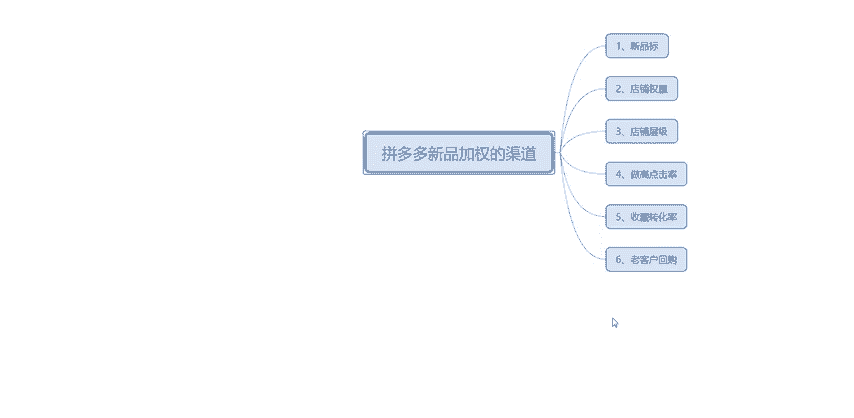 拼多多新品加权的渠道
1、新品标
2、店铺权重
3、店铺层级
4、做高点击率
5、收藏转化率
6、老客户回购